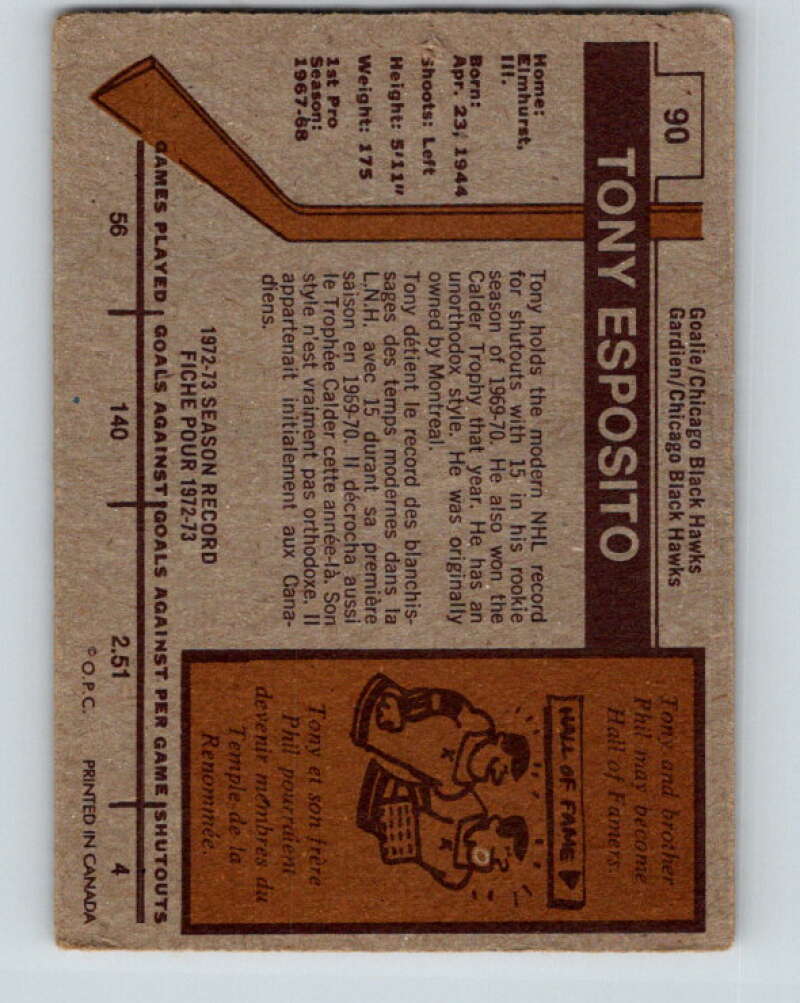 90
Goalie/Chicago Black Hawks
Gardien/Chicago Black Hawks
TONY ESPOSITO
Home:
Elmhurst,
Ill.
Born:
Apr. 23, 1944
Shoots: Left
Height: 5'11"
Weight: 175
1st Pro
Season:
1967-68
Tony holds the modern NHL record
for shutouts with 15 in his rookie
season of 1969-70. He also won the
Calder Trophy that year. He has an
unorthodox style. He was originally
owned by Montreal.
Tony détient le record des blanchis-
sages des temps modernes dans la
L.N.H. avec 15 durant sa première
saison en 1969-70. Il décrocha aussi
le Trophée Calder cette année-là. Son
style n'est vraiment pas orthodoxe. Il
appartenait initialement aux Cana-
diens.
Tony and brother
Phil may become
Hall of Famers.
HALL OF FAME
Tony et son frère
Phil pourraient
devenir membres du
Temple de la
Renommée.
1972-73 SEASON RECORD
FICHE POUR 1972-73
GAMES PLAYED GOALS AGAINST GOALS AGAINST PER GAME SHUTOUTS
56 140 2.51 4
© O.P.C. PRINTED IN CANADA